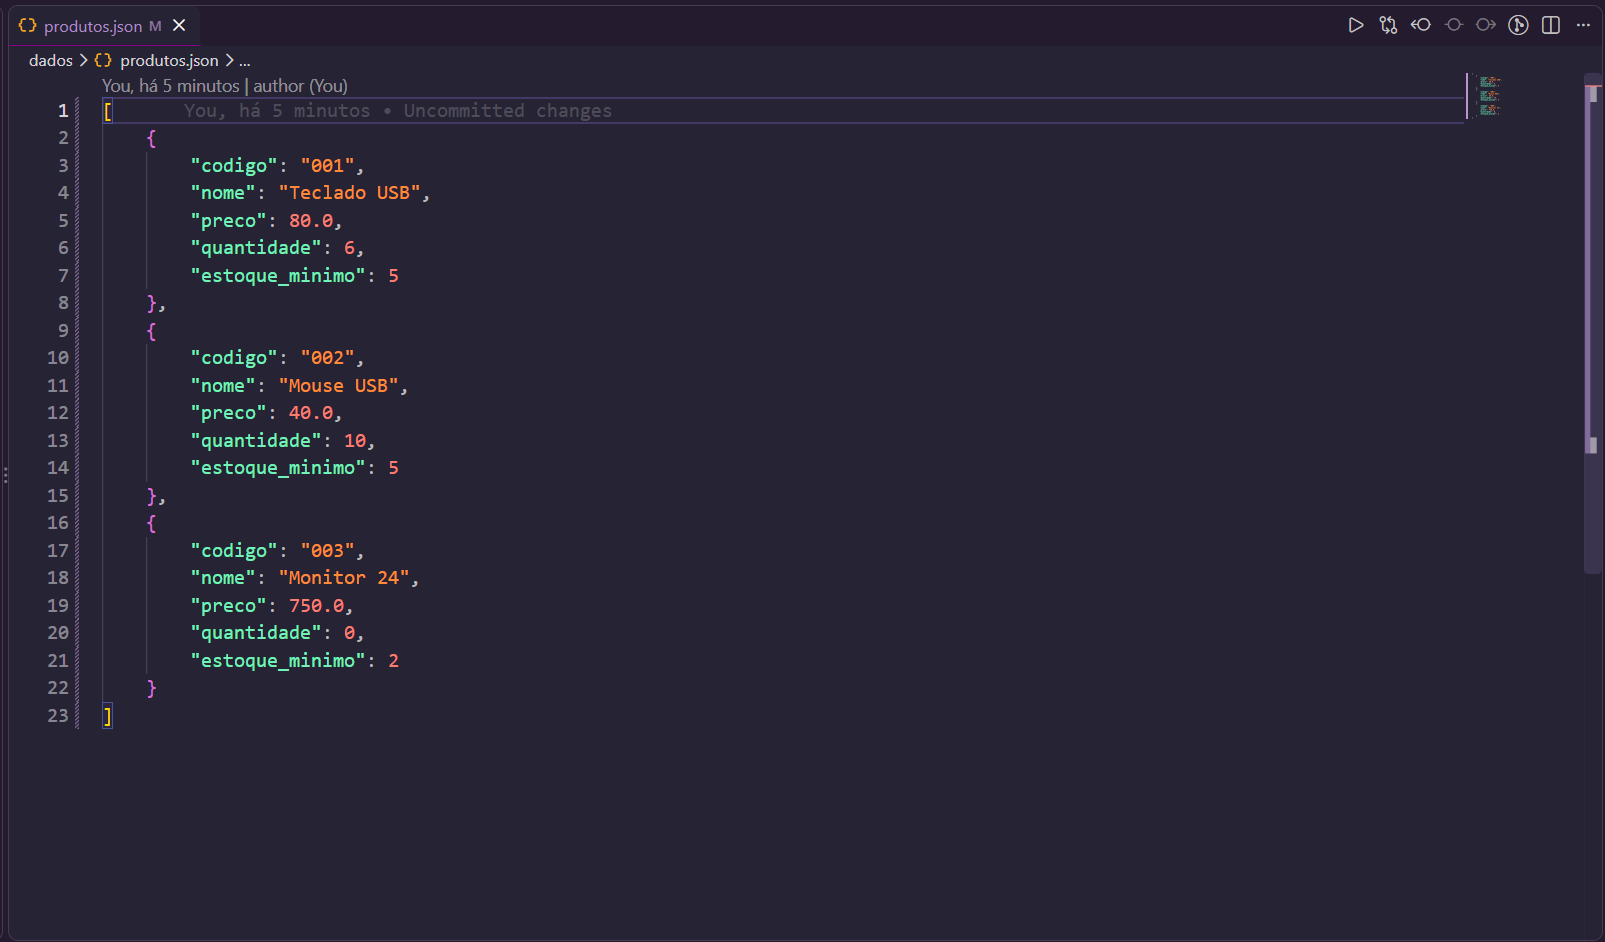 produtos.json M
dados > produtos.json > ...
You, há 5 minutos | author (You)
1 [ You, há 5 minutos • Uncommitted changes
2 {
3 "codigo": "001",
4 "nome": "Teclado USB",
5 "preco": 80.0,
6 "quantidade": 6,
7 "estoque_minimo": 5
8 },
9 {
10 "codigo": "002",
11 "nome": "Mouse USB",
12 "preco": 40.0,
13 "quantidade": 10,
14 "estoque_minimo": 5
15 },
16 {
17 "codigo": "003",
18 "nome": "Monitor 24",
19 "preco": 750.0,
20 "quantidade": 0,
21 "estoque_minimo": 2
22 }
23 ]